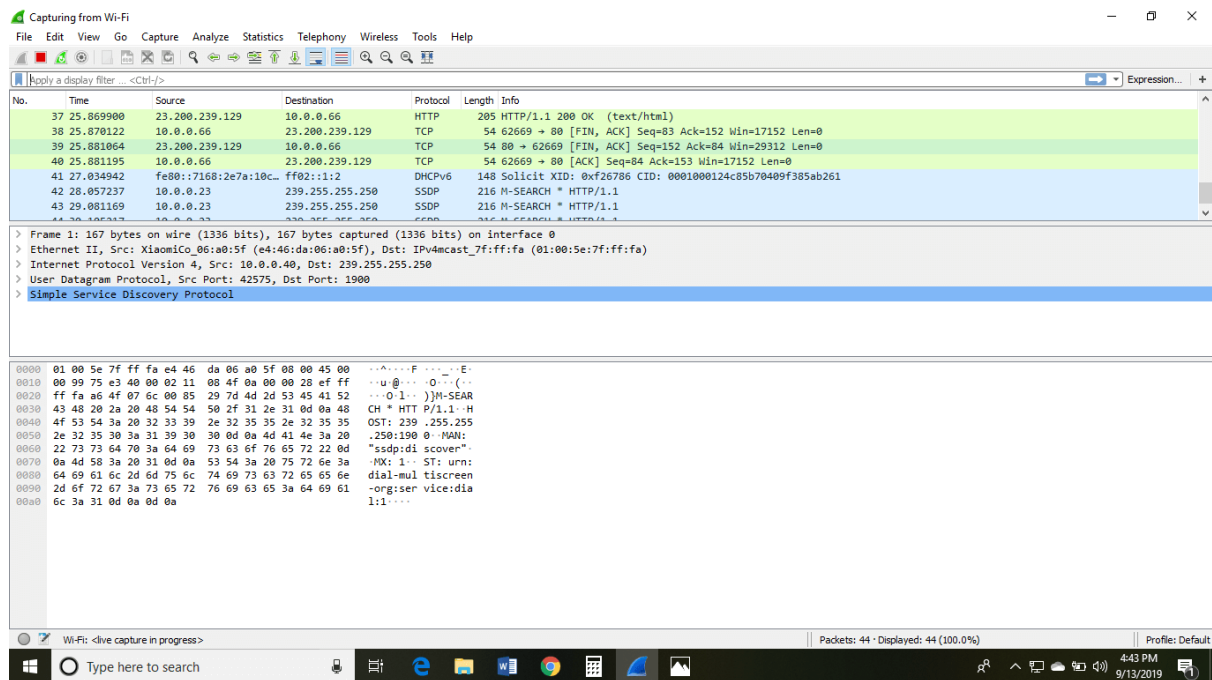 Capturing from Wi-Fi
File Edit View Go Capture Analyze Statistics Telephony Wireless Tools Help
Apply a display filter ... <Ctrl-/> Expression... +
No. Time Source Destination Protocol Length Info
37 25.869900 23.200.239.129 10.0.0.66 HTTP 205 HTTP/1.1 200 OK (text/html)
38 25.870122 10.0.0.66 23.200.239.129 TCP 54 62669 → 80 [FIN, ACK] Seq=83 Ack=152 Win=17152 Len=0
39 25.881064 23.200.239.129 10.0.0.66 TCP 54 80 → 62669 [FIN, ACK] Seq=152 Ack=84 Win=29312 Len=0
40 25.881195 10.0.0.66 23.200.239.129 TCP 54 62669 → 80 [ACK] Seq=84 Ack=153 Win=17152 Len=0
41 27.034942 fe80::7168:2e7a:10c… ff02::1:2 DHCPv6 148 Solicit XID: 0xf26786 CID: 0001000124c85b70409f385ab261
42 28.057237 10.0.0.23 239.255.255.250 SSDP 216 M-SEARCH * HTTP/1.1
43 29.081169 10.0.0.23 239.255.255.250 SSDP 216 M-SEARCH * HTTP/1.1
44 30.105217 10.0.0.23 239.255.255.250 SSDP 216 M-SEARCH * HTTP/1.1
> Frame 1: 167 bytes on wire (1336 bits), 167 bytes captured (1336 bits) on interface 0
> Ethernet II, Src: XiaomiCo_06:a0:5f (e4:46:da:06:a0:5f), Dst: IPv4mcast_7f:ff:fa (01:00:5e:7f:ff:fa)
> Internet Protocol Version 4, Src: 10.0.0.40, Dst: 239.255.255.250
> User Datagram Protocol, Src Port: 42575, Dst Port: 1900
> Simple Service Discovery Protocol
0000 01 00 5e 7f ff fa e4 46 da 06 a0 5f 08 00 45 00 ··^····F ···_··E·
0010 00 99 75 e3 40 00 02 11 08 4f 0a 00 00 28 ef ff ··u·@··· ·O···(··
0020 ff fa a6 4f 07 6c 00 85 29 7d 4d 2d 53 45 41 52 ···O·l·· )}M-SEAR
0030 43 48 20 2a 20 48 54 54 50 2f 31 2e 31 0d 0a 48 CH * HTT P/1.1··H
0040 4f 53 54 3a 20 32 33 39 2e 32 35 35 2e 32 35 35 OST: 239 .255.255
0050 2e 32 35 30 3a 31 39 30 30 0d 0a 4d 41 4e 3a 20 .250:190 0··MAN: 
0060 22 73 73 64 70 3a 64 69 73 63 6f 76 65 72 22 0d "ssdp:di scover"·
0070 0a 4d 58 3a 20 31 0d 0a 53 54 3a 20 75 72 6e 3a ·MX: 1·· ST: urn:
0080 64 69 61 6c 2d 6d 75 6c 74 69 73 63 72 65 65 6e dial-mul tiscreen
0090 2d 6f 72 67 3a 73 65 72 76 69 63 65 3a 64 69 61 -org:ser vice:dia
00a0 6c 3a 31 0d 0a 0d 0a l:1····
Wi-Fi: <live capture in progress> Packets: 44 · Displayed: 44 (100.0%) Profile: Default
Type here to search
4:43 PM
9/13/2019
1